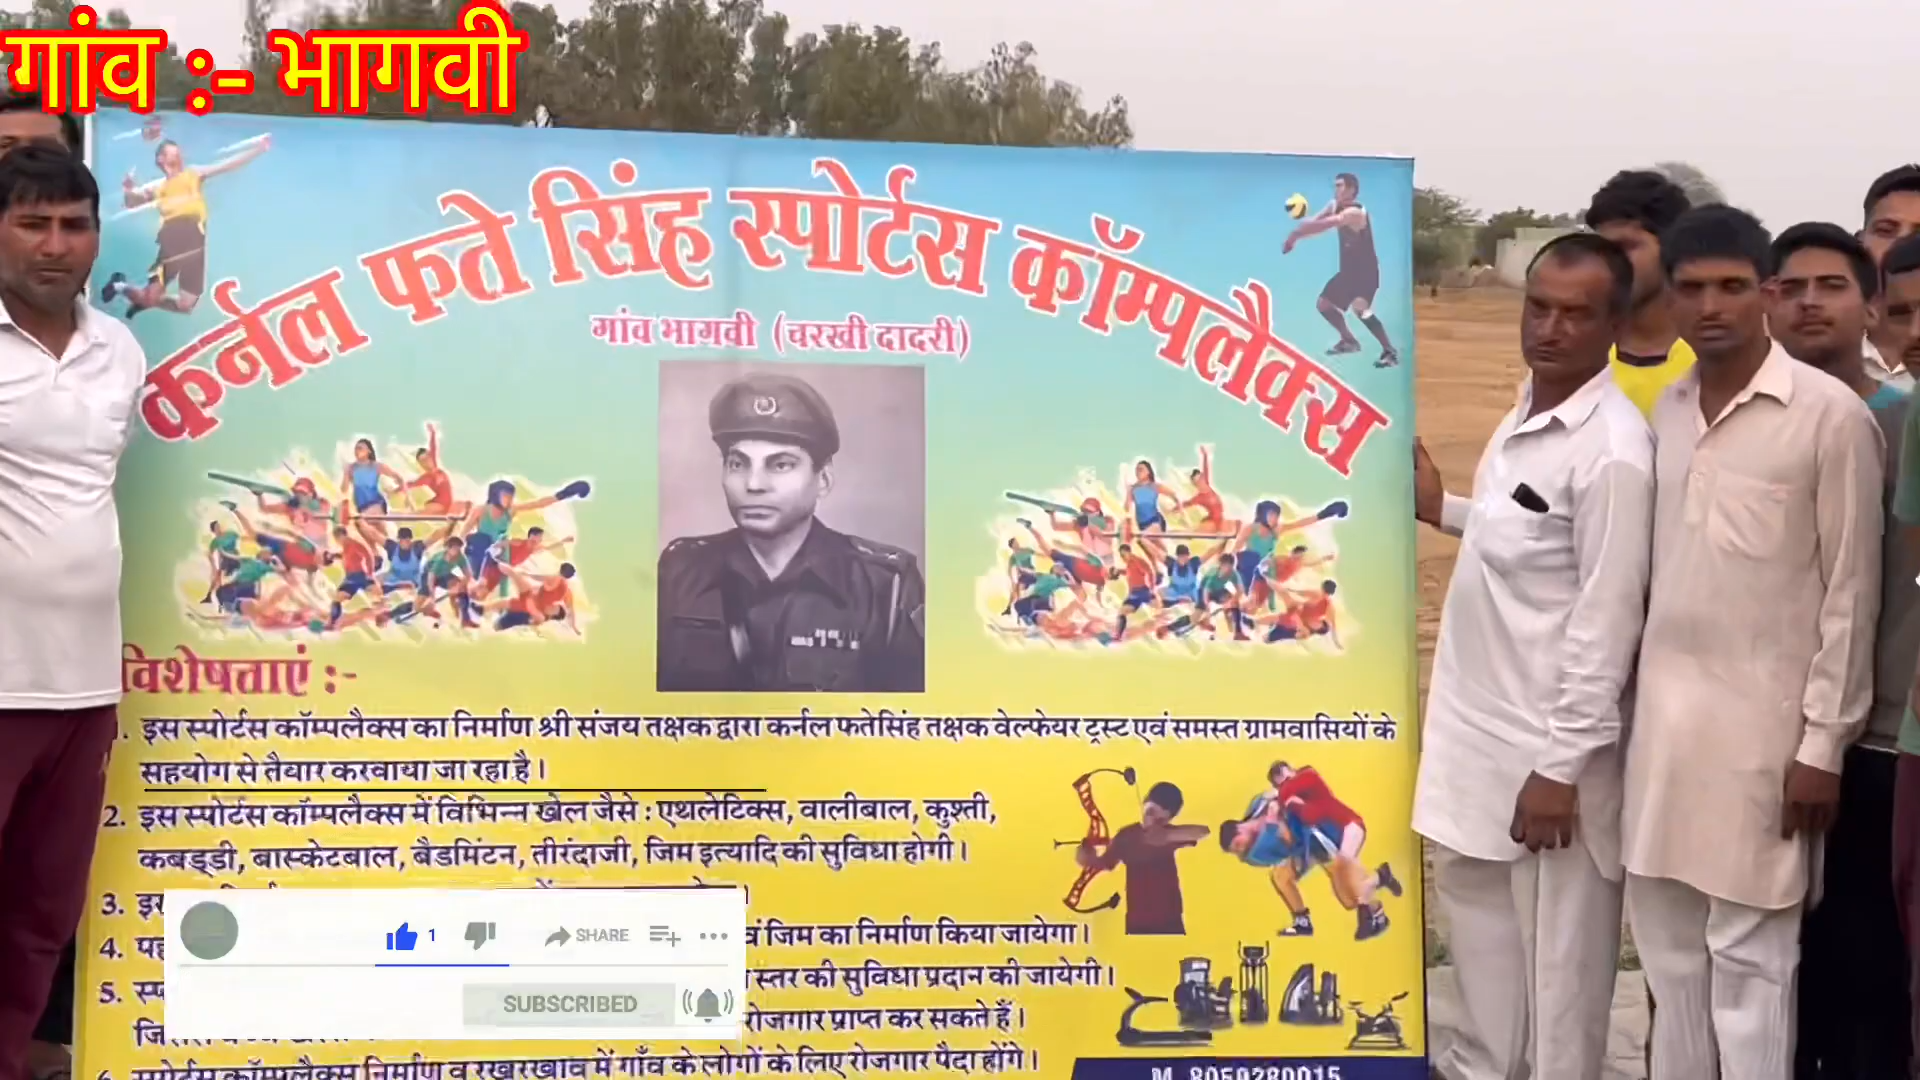 गांव :- भागवी
कर्नल फते सिंह स्पोर्टस कॉम्पलैक्स
गांव भागवी (चरखी दादरी)
विशेषताएं :-
1. इस स्पोर्टस कॉम्पलैक्स का निर्माण श्री संजय तक्षक द्वारा कर्नल फतेसिंह तक्षक वेल्फेयर ट्रस्ट एवं समस्त ग्रामवासियों के
सहयोग से तैयार करवाया जा रहा है।
2. इस स्पोर्टस कॉम्पलैक्स में विभिन्न खेल जैसे : एथलेटिक्स, वालीबाल, कुश्ती,
कबड्डी, बास्केटबाल, बैडमिंटन, तीरंदाजी, जिम इत्यादि की सुविधा होगी।
3.
4. जिम का निर्माण किया जायेगा।
5. स्तर की सुविधा प्रदान की जायेगी।
रोजगार प्राप्त कर सकते हैं।
6. स्पोर्टस कॉम्पलैक्स निर्माण व रखरखाव में गाँव के लोगों के लिए रोजगार पैदा होंगे।
M. 8059280015
1 SHARE
SUBSCRIBED